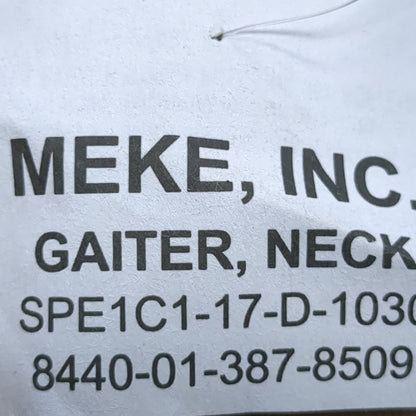 MEKE, INC.
GAITER, NECK
SPE1C1-17-D-1030
8440-01-387-8509